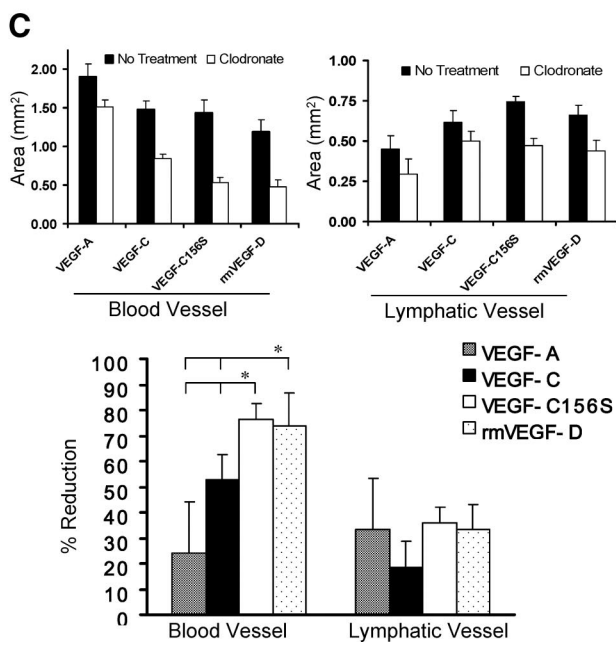 C
No Treatment Clodronate
Area (mm²)
2.00
1.50
1.00
0.50
0.00
VEGF-A
VEGF-C
VEGF-C156S
rmVEGF-D
Blood Vessel
No Treatment Clodronate
Area (mm²)
1.00
0.75
0.50
0.25
0.00
VEGF-A
VEGF-C
VEGF-C156S
rmVEGF-D
Lymphatic Vessel
% Reduction
100
90
80
70
60
50
40
30
20
10
0
*
*
VEGF- A
VEGF- C
VEGF- C156S
rmVEGF- D
Blood Vessel
Lymphatic Vessel